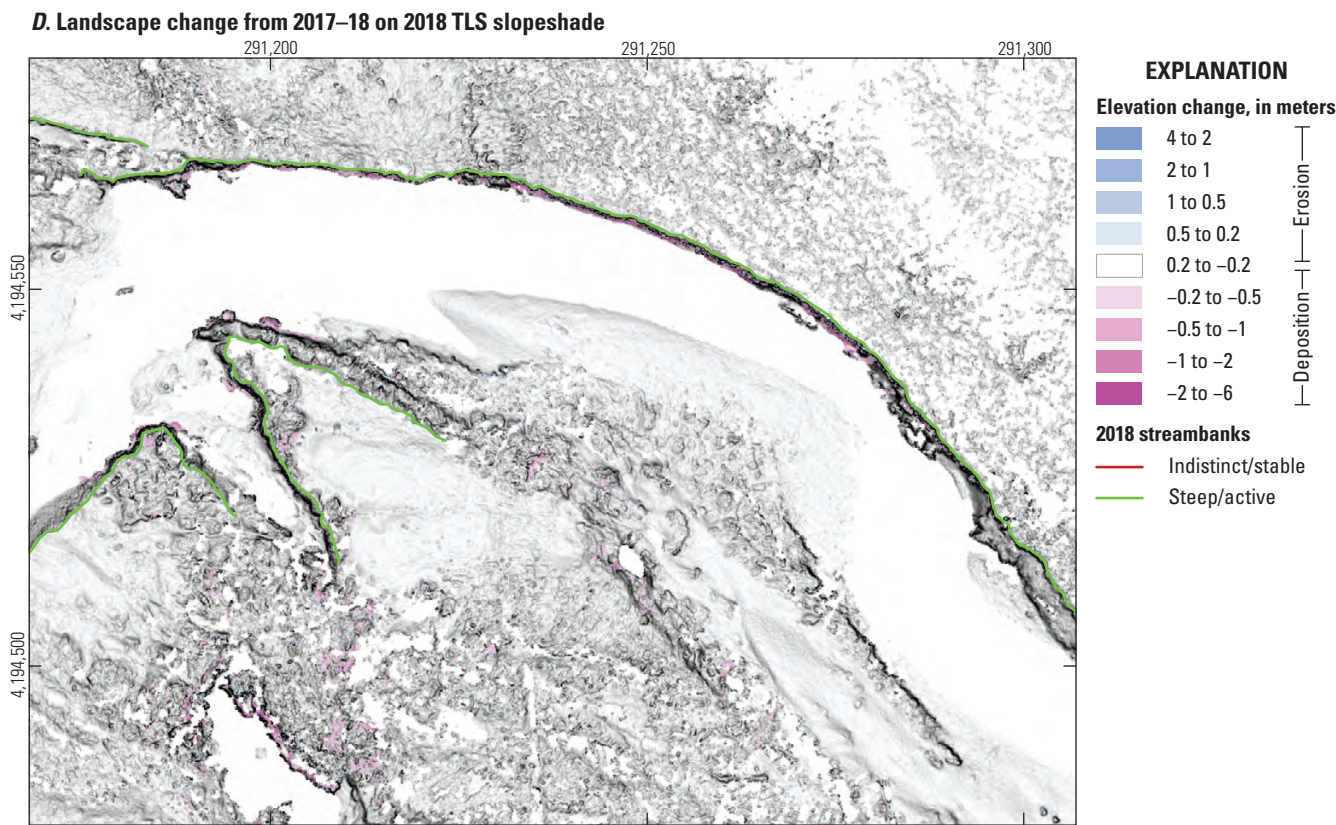 D. Landscape change from 2017–18 on 2018 TLS slopeshade
291,200
291,250
291,300
4,194,550
4,194,500
EXPLANATION
Elevation change, in meters
4 to 2
2 to 1
1 to 0.5
0.5 to 0.2
0.2 to –0.2
–0.2 to –0.5
–0.5 to –1
–1 to –2
–2 to –6
Erosion
Deposition
2018 streambanks
Indistinct/stable
Steep/active